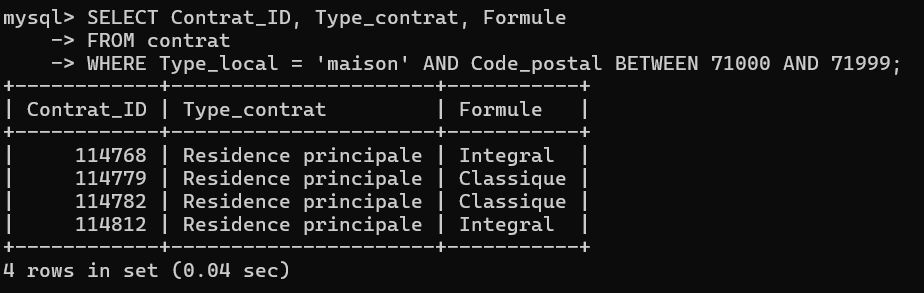 mysql> SELECT Contrat_ID, Type_contrat, Formule
    -> FROM contrat
    -> WHERE Type_local = 'maison' AND Code_postal BETWEEN 71000 AND 71999;
+------------+----------------------+-----------+
| Contrat_ID | Type_contrat         | Formule   |
+------------+----------------------+-----------+
|     114768 | Residence principale | Integral  |
|     114779 | Residence principale | Classique |
|     114782 | Residence principale | Classique |
|     114812 | Residence principale | Integral  |
+------------+----------------------+-----------+
4 rows in set (0.04 sec)